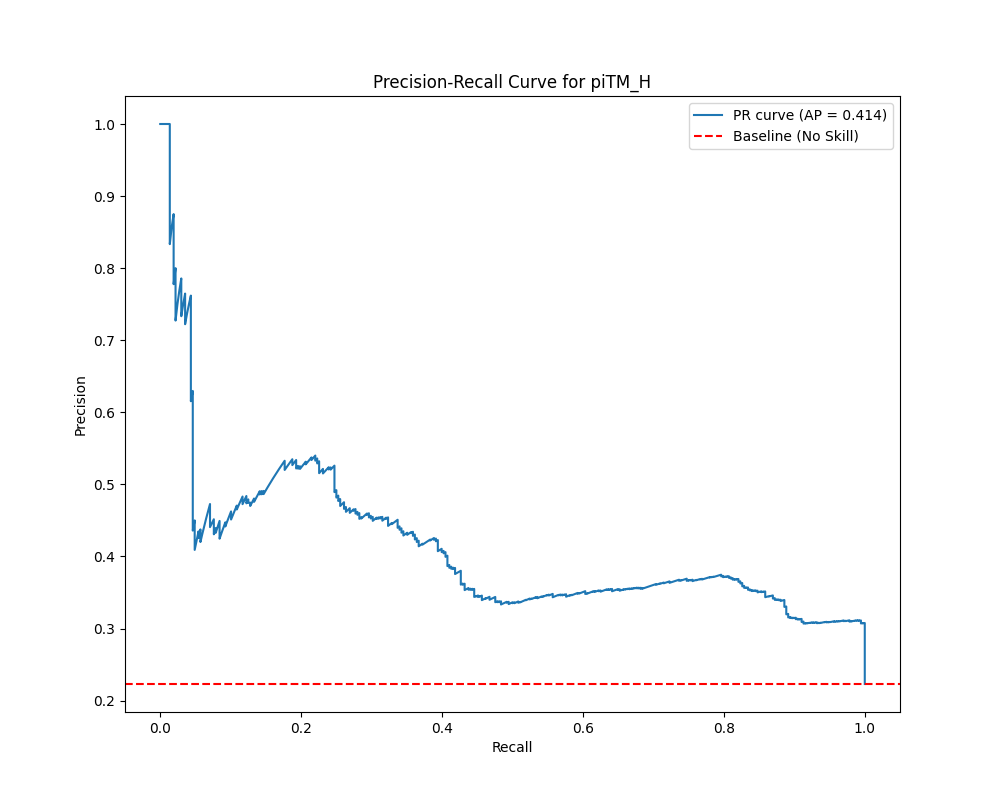 Precision-Recall Curve for piTM_H
PR curve (AP = 0.414)
Baseline (No Skill)
Precision
1.0
0.9
0.8
0.7
0.6
0.5
0.4
0.3
0.2
0.0 0.2 0.4 0.6 0.8 1.0
Recall